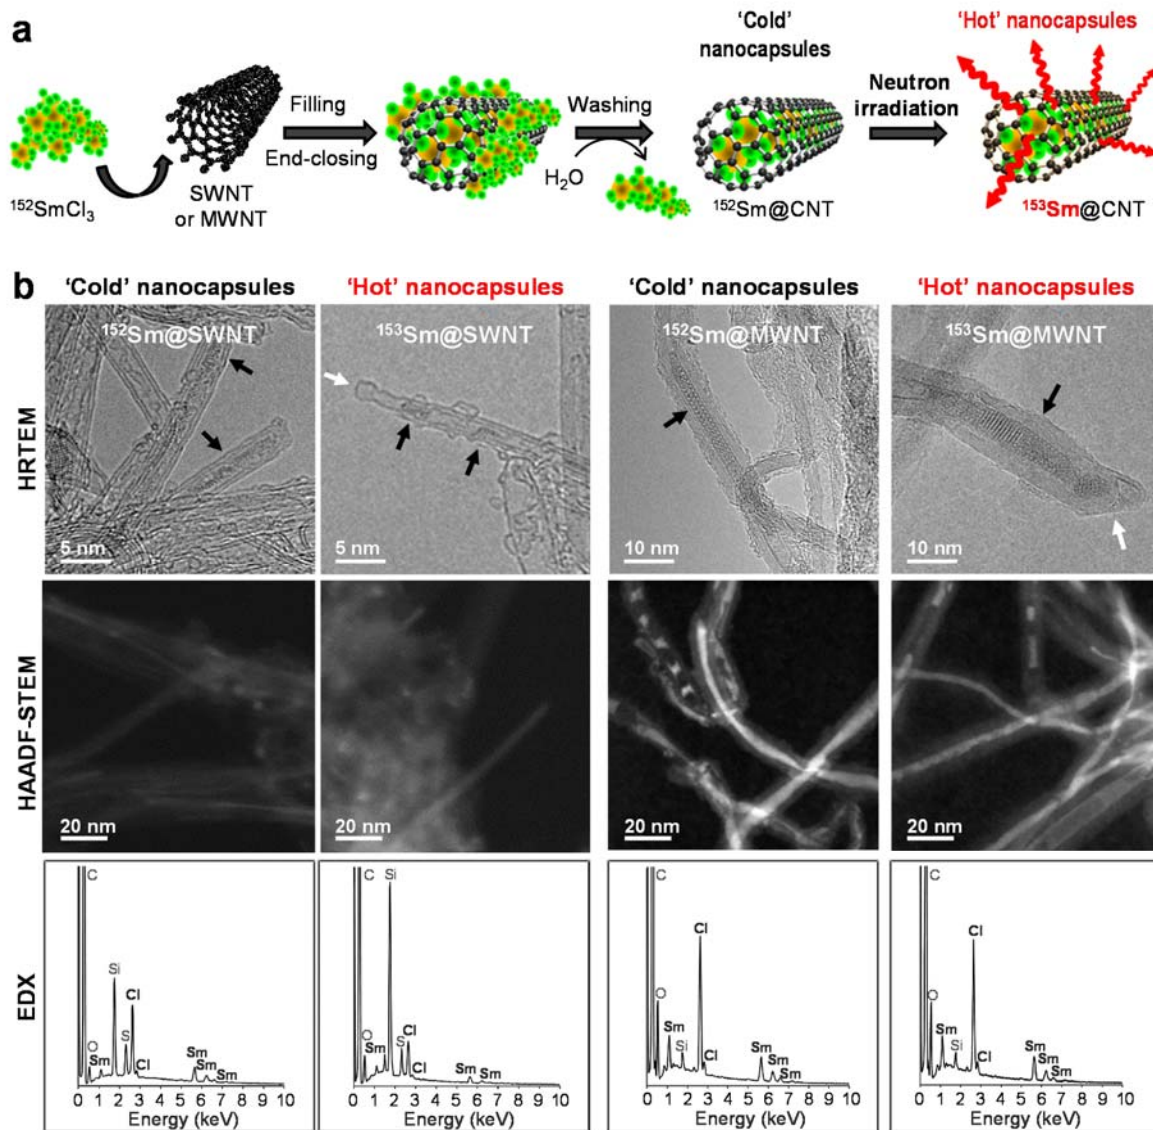 a
'Cold'
nanocapsules
'Hot' nanocapsules
Filling
End-closing
Washing
H₂O
Neutron
irradiation
¹⁵²SmCl₃
SWNT
or MWNT
¹⁵²Sm@CNT
¹⁵³Sm@CNT
b
'Cold' nanocapsules
'Hot' nanocapsules
'Cold' nanocapsules
'Hot' nanocapsules
HRTEM
¹⁵²Sm@SWNT
5 nm
¹⁵³Sm@SWNT
5 nm
¹⁵²Sm@MWNT
10 nm
¹⁵³Sm@MWNT
10 nm
HAADF-STEM
20 nm
20 nm
20 nm
20 nm
EDX
C
Si
Cl
S
O
Sm
Cl
Sm
Sm
Sm
0 1 2 3 4 5 6 7 8 9 10
Energy (keV)
C
Si
O
Sm
S
Cl
Cl
Sm
Sm
0 1 2 3 4 5 6 7 8 9 10
Energy (keV)
C
Cl
O
Sm
Si
Cl
Sm
Sm
Sm
0 1 2 3 4 5 6 7 8 9 10
Energy (keV)
C
Cl
O
Sm
Si
Cl
Sm
Sm
Sm
0 1 2 3 4 5 6 7 8 9 10
Energy (keV)